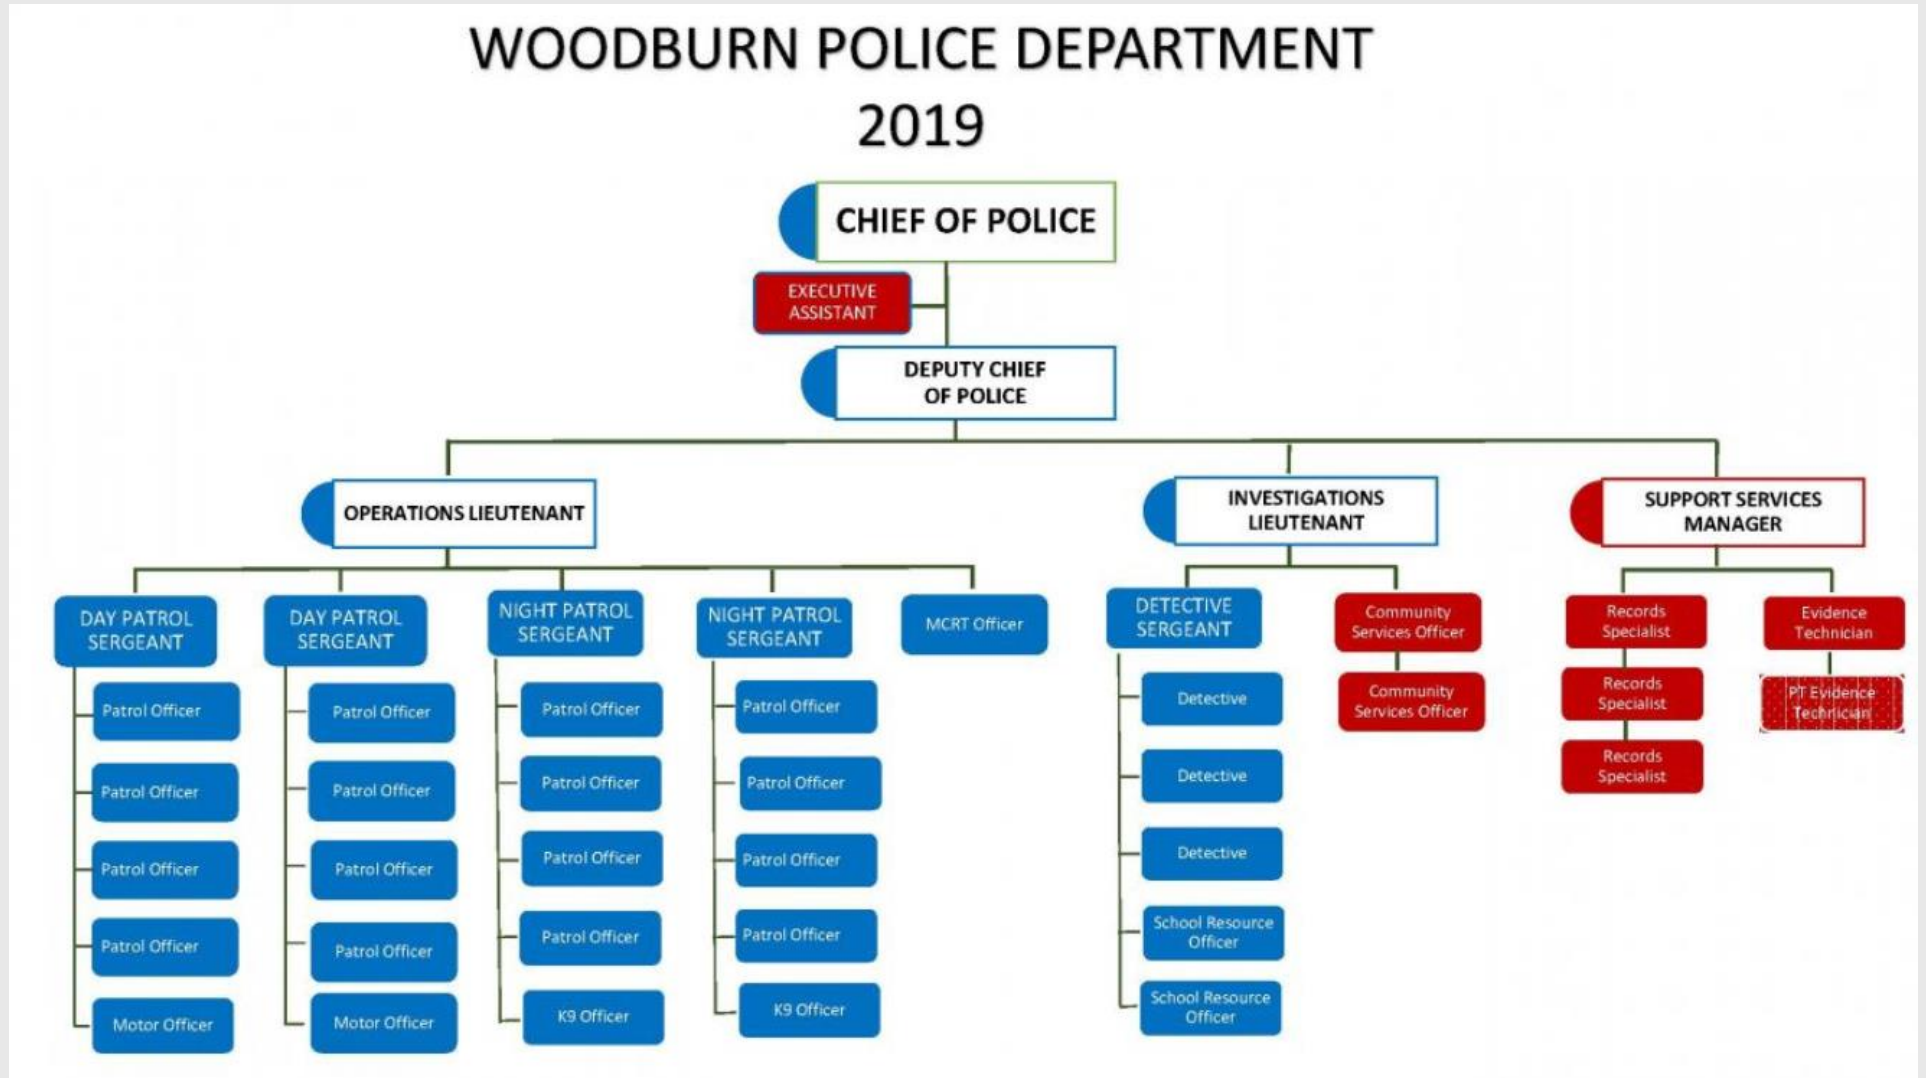 WOODBURN POLICE DEPARTMENT
2019
CHIEF OF POLICE
EXECUTIVE
ASSISTANT
DEPUTY CHIEF
OF POLICE
OPERATIONS LIEUTENANT
INVESTIGATIONS
LIEUTENANT
SUPPORT SERVICES
MANAGER
DAY PATROL
SERGEANT
Patrol Officer
Patrol Officer
Patrol Officer
Patrol Officer
Motor Officer
DAY PATROL
SERGEANT
Patrol Officer
Patrol Officer
Patrol Officer
Patrol Officer
Motor Officer
NIGHT PATROL
SERGEANT
Patrol Officer
Patrol Officer
Patrol Officer
Patrol Officer
K9 Officer
NIGHT PATROL
SERGEANT
Patrol Officer
Patrol Officer
Patrol Officer
Patrol Officer
K9 Officer
MCRT Officer
DETECTIVE
SERGEANT
Detective
Detective
Detective
School Resource
Officer
School Resource
Officer
Community
Services Officer
Community
Services Officer
Records
Specialist
Records
Specialist
Records
Specialist
Evidence
Technician
PT Evidence
Technician